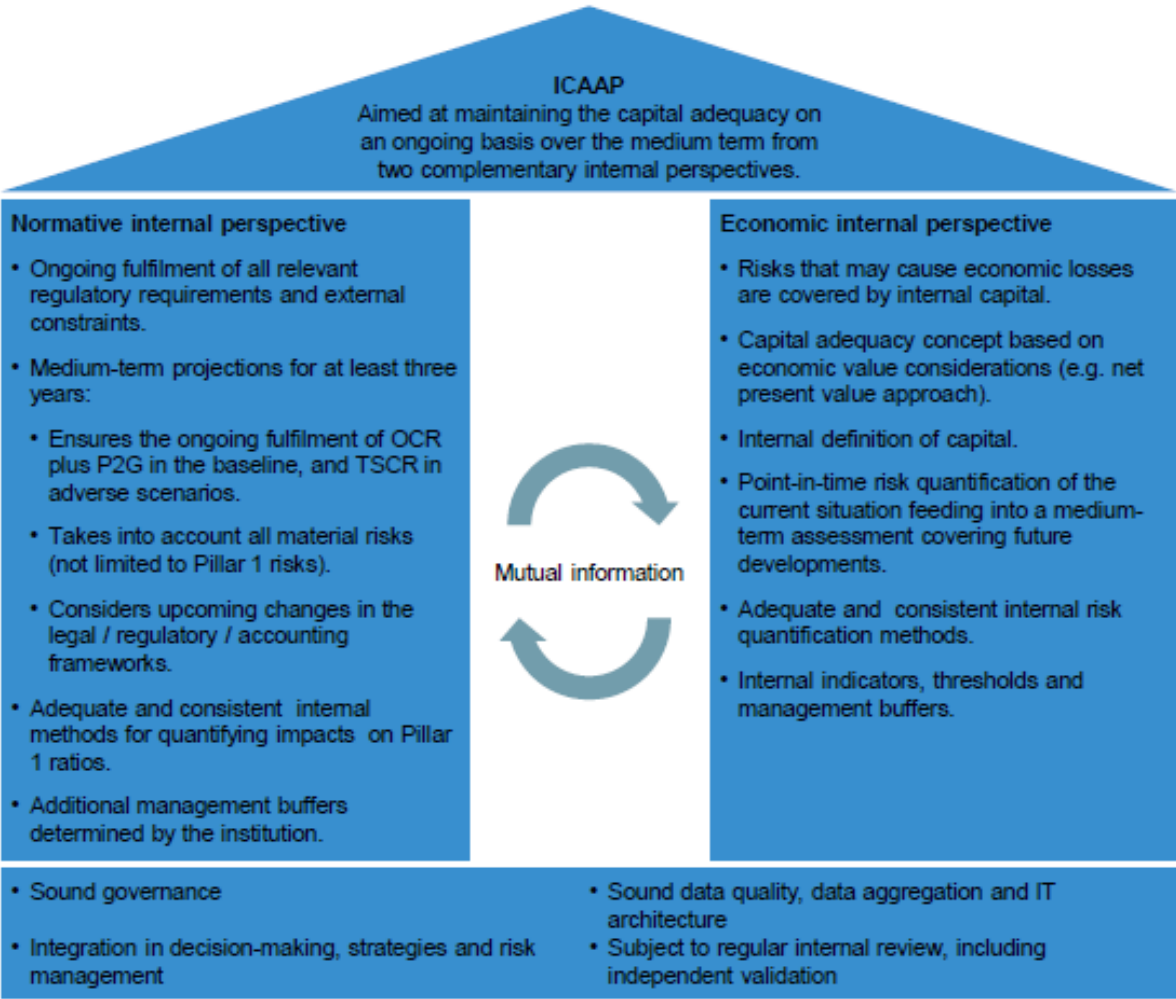 ICAAP
Aimed at maintaining the capital adequacy on
an ongoing basis over the medium term from
two complementary internal perspectives.
Normative internal perspective
• Ongoing fulfilment of all relevant
regulatory requirements and external
constraints.
• Medium-term projections for at least three
years:
• Ensures the ongoing fulfilment of OCR
plus P2G in the baseline, and TSCR in
adverse scenarios.
• Takes into account all material risks
(not limited to Pillar 1 risks).
• Considers upcoming changes in the
legal / regulatory / accounting
frameworks.
• Adequate and consistent internal
methods for quantifying impacts on Pillar
1 ratios.
• Additional management buffers
determined by the institution.
Mutual information
Economic internal perspective
• Risks that may cause economic losses
are covered by internal capital.
• Capital adequacy concept based on
economic value considerations (e.g. net
present value approach).
• Internal definition of capital.
• Point-in-time risk quantification of the
current situation feeding into a medium-
term assessment covering future
developments.
• Adequate and consistent internal risk
quantification methods.
• Internal indicators, thresholds and
management buffers.
• Sound governance
• Integration in decision-making, strategies and risk
management
• Sound data quality, data aggregation and IT
architecture
• Subject to regular internal review, including
independent validation